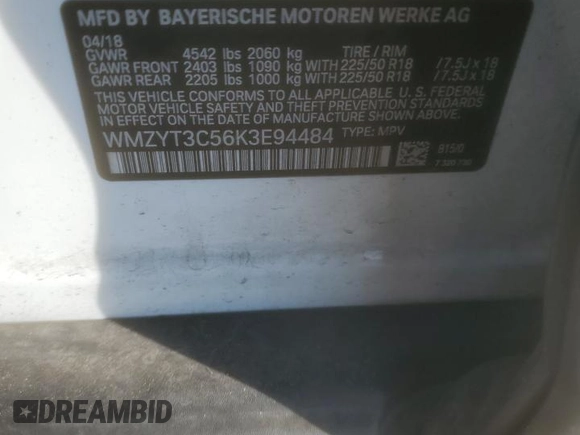 MFD BY BAYERISCHE MOTOREN WERKE AG
04/18
GVWR 4542 lbs 2060 kg TIRE / RIM
GAWR FRONT 2403 lbs 1090 kg WITH 225/50 R18 /7.5J x 18
GAWR REAR 2205 lbs 1000 kg WITH 225/50 R18 /7.5J x 18
THIS VEHICLE CONFORMS TO ALL APPLICABLE U. S. FEDERAL
MOTOR VEHICLE SAFETY AND THEFT PREVENTION STANDARDS
IN EFFECT ON THE DATE OF MANUFACTURE SHOWN ABOVE.
WMZYT3C56K3E94484 TYPE: MPV
DREAMBID